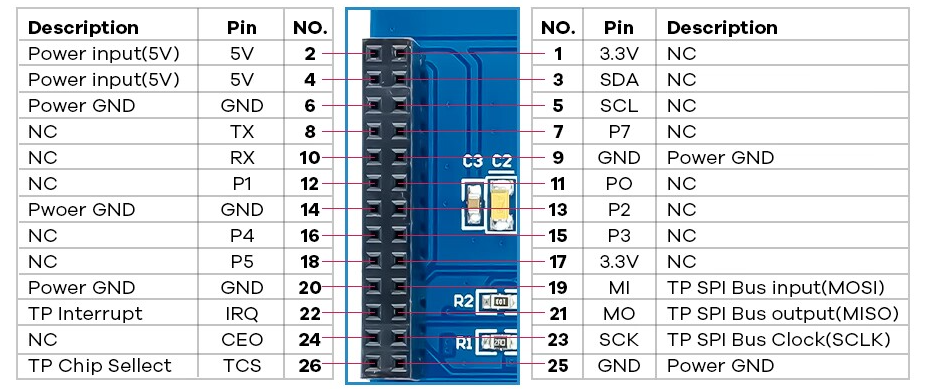 Description Pin NO. NO. Pin Description
Power input(5V) 5V 2 1 3.3V NC
Power input(5V) 5V 4 3 SDA NC
Power GND GND 6 5 SCL NC
NC TX 8 7 P7 NC
NC RX 10 9 GND Power GND
C3 C2
NC P1 12 11 PO NC
Pwoer GND GND 14 13 P2 NC
NC P4 16 15 P3 NC
NC P5 18 17 3.3V NC
Power GND GND 20 19 MI TP SPI Bus input(MOSI)
R2
TP Interrupt IRQ 22 21 MO TP SPI Bus output(MISO)
NC CEO 24 23 SCK TP SPI Bus Clock(SCLK)
R1
TP Chip Sellect TCS 26 25 GND Power GND